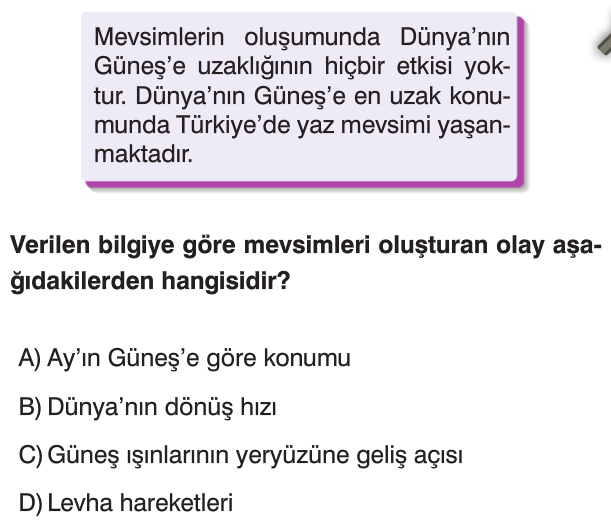 Mevsimlerin oluşumunda Dünya’nın
Güneş’e uzaklığının hiçbir etkisi yok-
tur. Dünya’nın Güneş’e en uzak konu-
munda Türkiye’de yaz mevsimi yaşan-
maktadır.
Verilen bilgiye göre mevsimleri oluşturan olay aşa-
ğıdakilerden hangisidir?
A) Ay’ın Güneş’e göre konumu
B) Dünya’nın dönüş hızı
C) Güneş ışınlarının yeryüzüne geliş açısı
D) Levha hareketleri